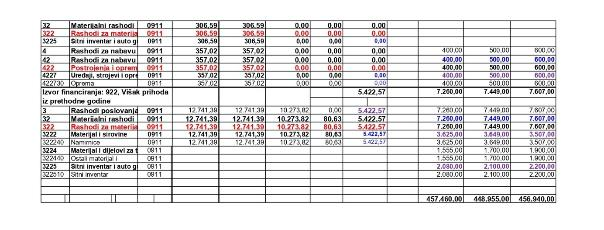 32 Materijalni rashodi 0911 306,59 306,59 0,00 0,00 0,00
322 Rashodi za materija 0911 306,59 306,59 0,00 0,00 0,00
3225 Sitni inventar i auto g 0911 306,59 306,59 0,00 0,00 0,00
4 Rashodi za nabavu 0911 357,02 357,02 0,00 0,00 0,00 400,00 500,00 600,00
42 Rashodi za nabavu 0911 357,02 357,02 0,00 0,00 0,00 400,00 500,00 600,00
422 Postrojenja i oprem 0911 357,02 357,02 0,00 0,00 0,00 400,00 500,00 600,00
4227 Uređaji, strojevi i opre 0911 357,02 357,02 0,00 0,00 0,00 400,00 500,00 600,00
422730 Oprema 0911 357,02 357,02 0,00 0,00 0,00 400,00 500,00 600,00
Izvor financiranja: 922, Višak prihoda iz prethodne godine 5.422,57 7.260,00 7.449,00 7.607,00
3 Rashodi poslovanja 0911 12.741,39 12.741,39 10.273,82 0,00 5.422,57 7.260,00 7.449,00 7.607,00
32 Materijalni rashodi 0911 12.741,39 12.741,39 10.273,82 80,63 5.422,57 7.260,00 7.449,00 7.607,00
322 Rashodi za materija 0911 12.741,39 12.741,39 10.273,82 80,63 5.422,57 7.260,00 7.449,00 7.607,00
3222 Materijal i sirovine 0911 12.741,39 12.741,39 10.273,82 80,63 5.422,57 3.625,00 3.649,00 3.507,00
322240 Namirnice 0911 12.741,39 12.741,39 10.273,82 80,63 5.422,57 3.625,00 3.649,00 3.507,00
3224 Materijal i dijelovi za t 0911 1.555,00 1.700,00 1.900,00
322440 Ostali materijal i 0911 1.555,00 1.700,00 1.900,00
3225 Sitni inventar i auto g 0911 2.080,00 2.100,00 2.200,00
322510 Sitni inventar 0911 2.080,00 2.100,00 2.200,00
457.460,00 448.955,00 456.940,00